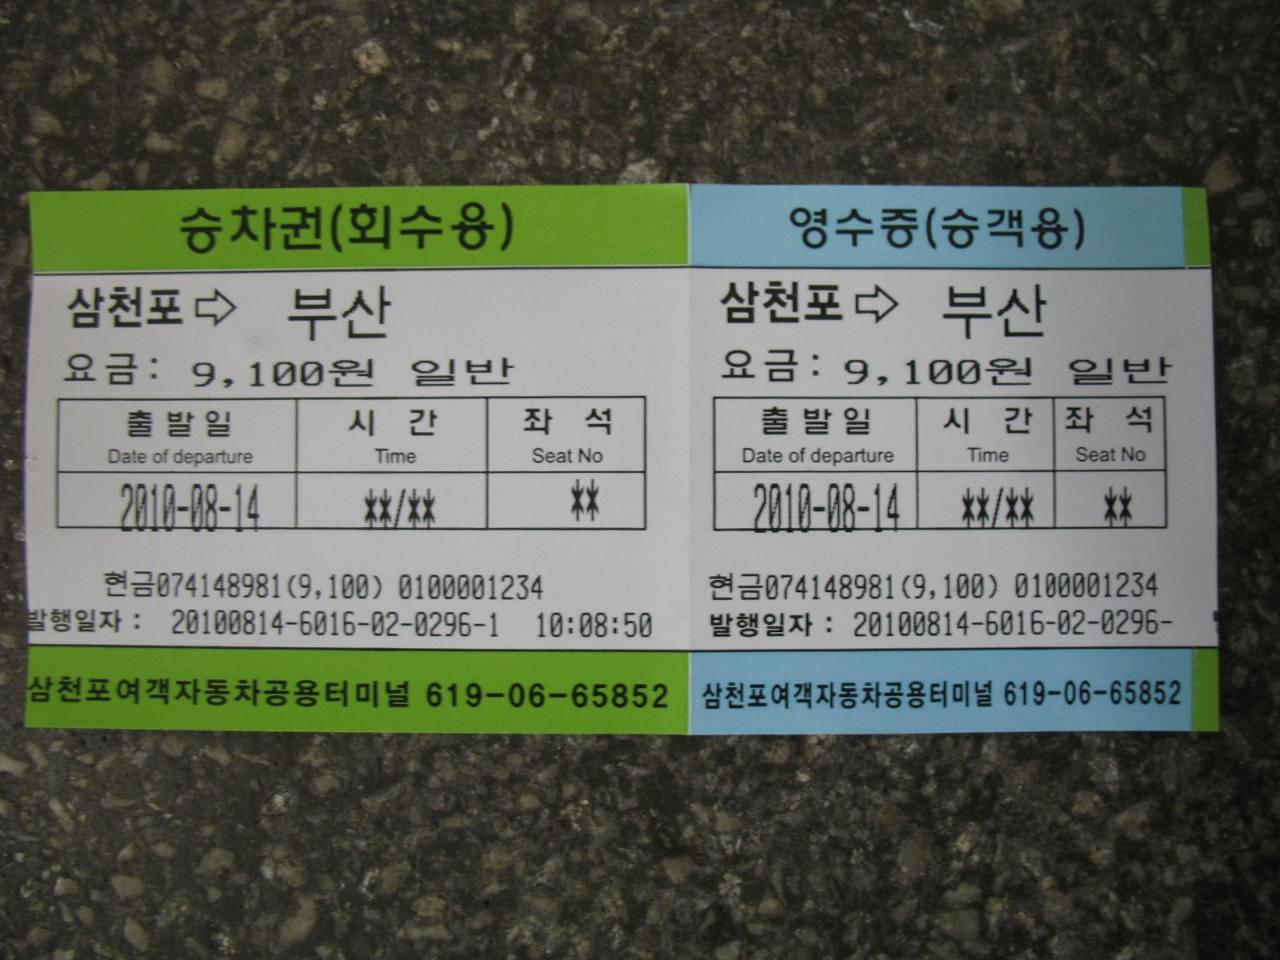 승차권(회수용)
삼천포 ⇨ 부산
요금: 9,100원 일반
출발일 시 간 좌 석
Date of departure Time Seat No
2010-08-14 **/** **
현금074148981(9,100) 0100001234
발행일자 : 20100814-6016-02-0296-1 10:08:50
삼천포여객자동차공용터미널 619-06-65852
영수증(승객용)
삼천포 ⇨ 부산
요금: 9,100원 일반
출발일 시 간 좌 석
Date of departure Time Seat No
2010-08-14 **/** **
현금074148981(9,100) 0100001234
발행일자 : 20100814-6016-02-0296-
삼천포여객자동차공용터미널 619-06-65852